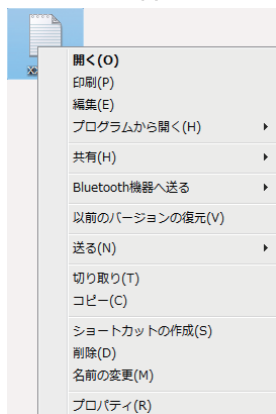 開く(O)
印刷(P)
編集(E)
プログラムから開く(H)
共有(H)
Bluetooth機器へ送る
以前のバージョンの復元(V)
送る(N)
切り取り(T)
コピー(C)
ショートカットの作成(S)
削除(D)
名前の変更(M)
プロパティ(R)